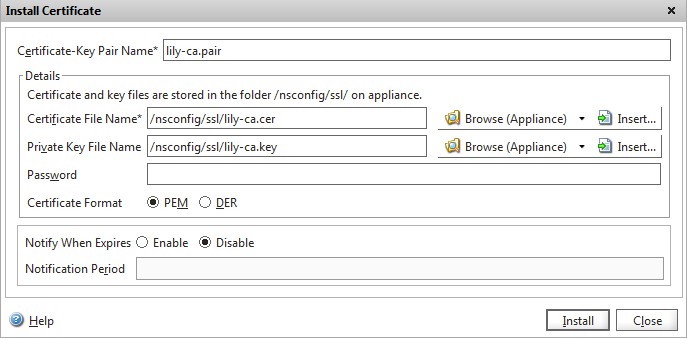 Install Certificate
Certificate-Key Pair Name* lily-ca.pair
Details
Certificate and key files are stored in the folder /nsconfig/ssl/ on appliance.
Certificate File Name* /nsconfig/ssl/lily-ca.cer Browse (Appliance) Insert...
Private Key File Name /nsconfig/ssl/lily-ca.key Browse (Appliance) Insert...
Password
Certificate Format PEM DER
Notify When Expires Enable Disable
Notification Period
Help Install Close